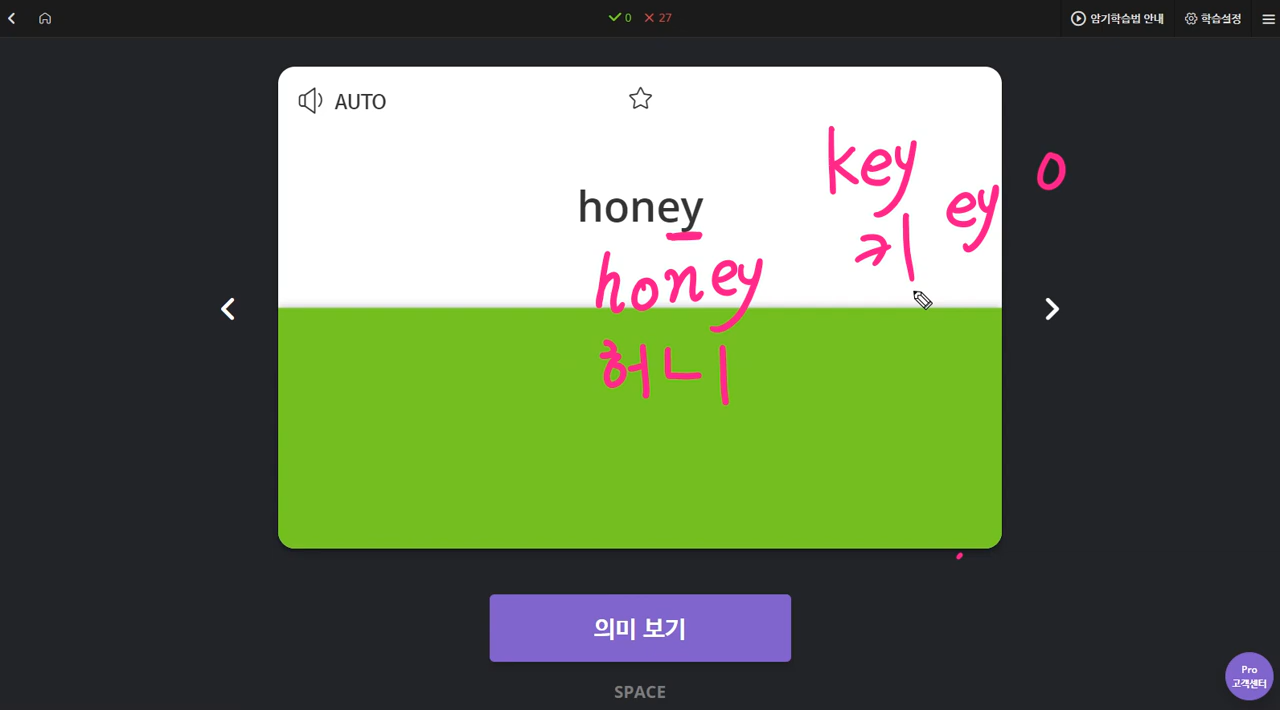 0 27 암기학습법 안내 학습설정
AUTO
honey
key
ey o
키
honey
허니
의미 보기
SPACE
Pro
고객센터